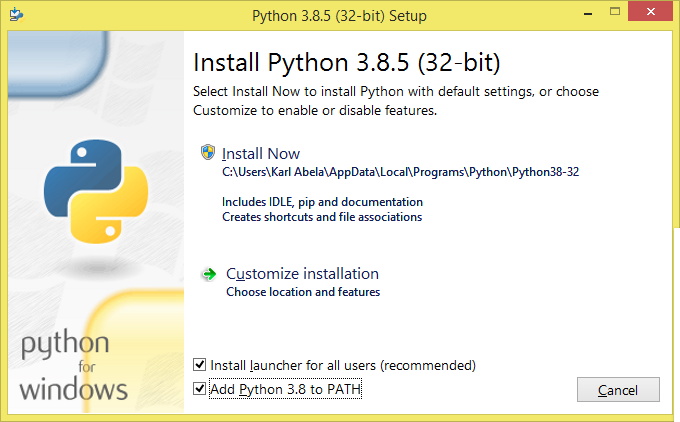 Python 3.8.5 (32-bit) Setup
Install Python 3.8.5 (32-bit)
Select Install Now to install Python with default settings, or choose
Customize to enable or disable features.
Install Now
C:\Users\Karl Abela\AppData\Local\Programs\Python\Python38-32
Includes IDLE, pip and documentation
Creates shortcuts and file associations
Customize installation
Choose location and features
python
for
windows
Install launcher for all users (recommended)
Add Python 3.8 to PATH
Cancel